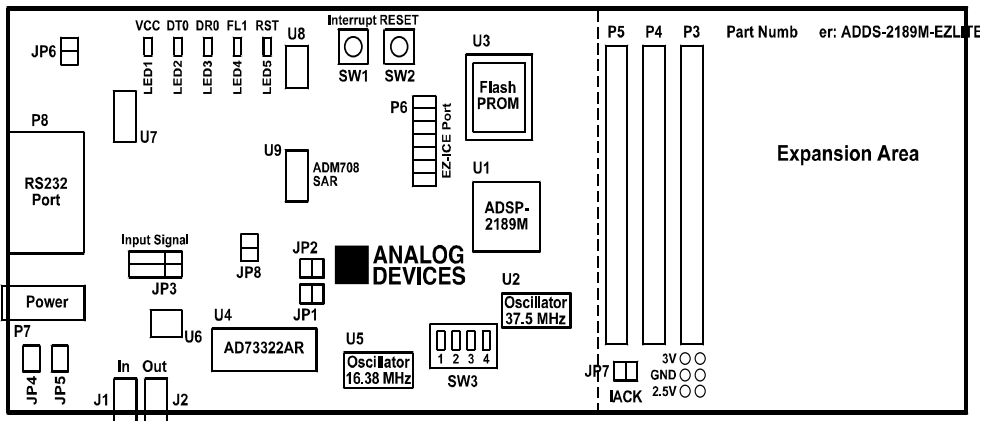 VCC DT0 DR0 FL1 RST
LED1 LED2 LED3 LED4 LED5
JP6
U8
Interrupt RESET
SW1 SW2
U3
Flash
PROM
P5 P4 P3
Part Numb er: ADDS-2189M-EZLITE
P8
RS232
Port
U7
U9
ADM708
SAR
P6
EZ-ICE Port
U1
ADSP-
2189M
Expansion Area
Input Signal
JP3
JP8
JP2
JP1
ANALOG
DEVICES
Power
P7
U6
U4
AD73322AR
U5
Oscillator
16.38 MHz
U2
Oscillator
37.5 MHz
1 2 3 4
SW3
JP4 JP5
In Out
J1 J2
JP7
IACK
3V
GND
2.5V